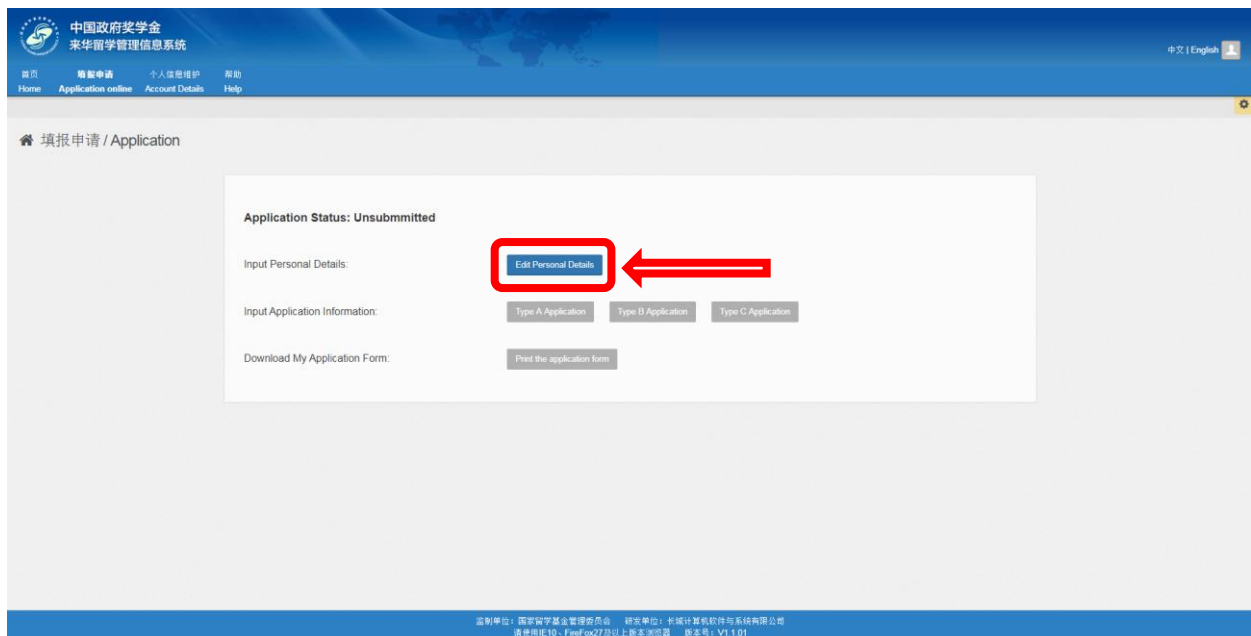 中国政府奖学金
来华留学管理信息系统
中文 | English
首页 填报申请 个人信息维护 帮助
Home Application online Account Details Help
填报申请 / Application
Application Status: Unsubmmitted
Input Personal Details:
Edit Personal Details
Input Application Information:
Type A Application Type B Application Type C Application
Download My Application Form:
Print the application form
监制单位：国家留学基金管理委员会 研发单位：长城计算机软件与系统有限公司
请使用IE10、FireFox27及以上版本浏览器 版本号：V1.1.01